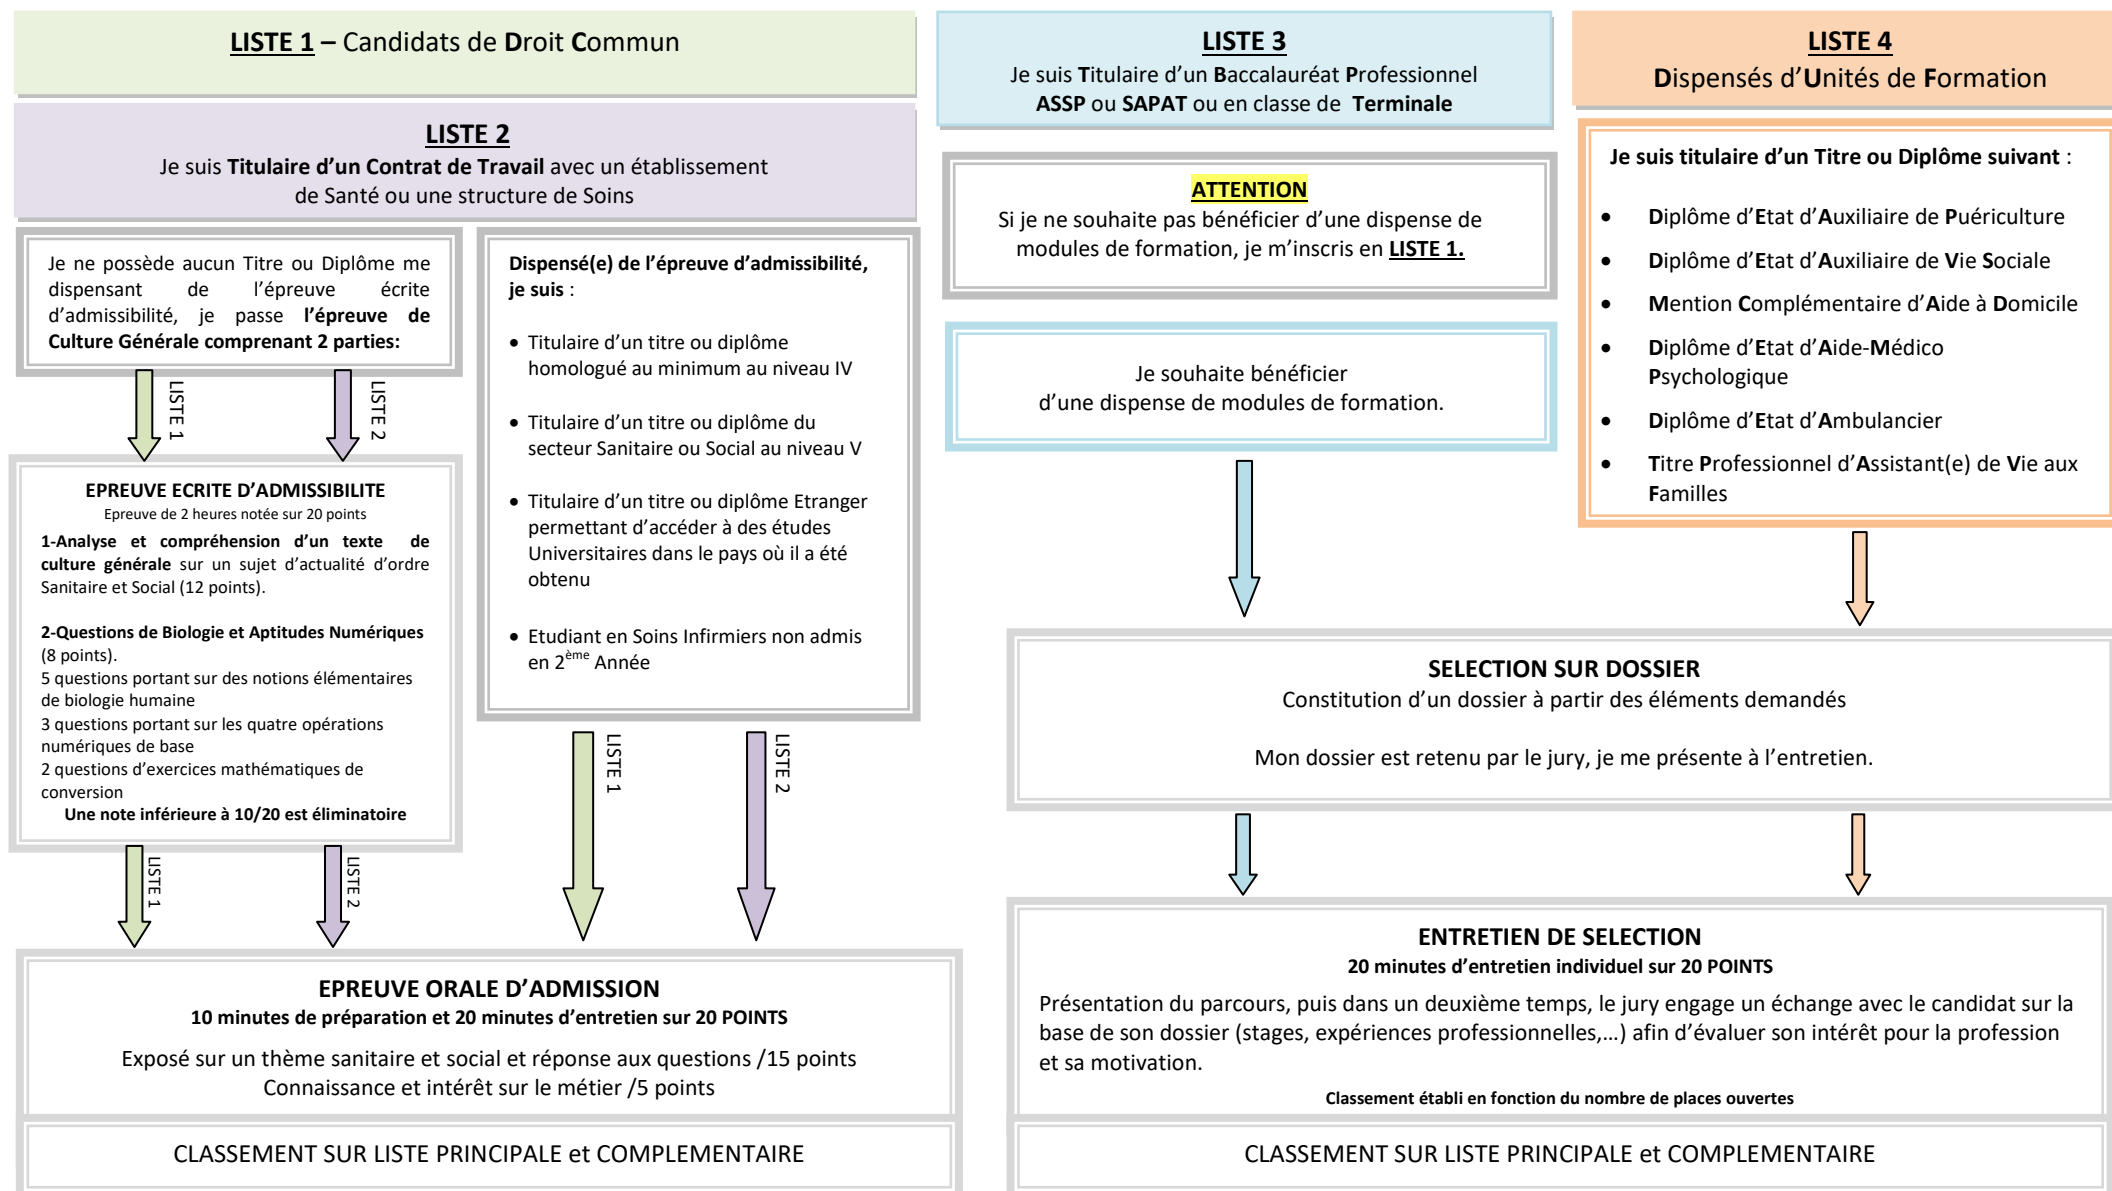 LISTE 1 – Candidats de Droit Commun
LISTE 2
Je suis Titulaire d'un Contrat de Travail avec un établissement
de Santé ou une structure de Soins
Je ne possède aucun Titre ou Diplôme me
dispensant de l'épreuve écrite
d'admissibilité, je passe l'épreuve de
Culture Générale comprenant 2 parties:
LISTE 1
LISTE 2
EPREUVE ECRITE D'ADMISSIBILITE
Epreuve de 2 heures notée sur 20 points
1-Analyse et compréhension d'un texte de
culture générale sur un sujet d'actualité d'ordre
Sanitaire et Social (12 points).
2-Questions de Biologie et Aptitudes Numériques
(8 points).
5 questions portant sur des notions élémentaires
de biologie humaine
3 questions portant sur les quatre opérations
numériques de base
2 questions d'exercices mathématiques de
conversion
Une note inférieure à 10/20 est éliminatoire
LISTE 1
LISTE 2
Dispensé(e) de l'épreuve d'admissibilité,
je suis :
• Titulaire d'un titre ou diplôme
homologué au minimum au niveau IV
• Titulaire d'un titre ou diplôme du
secteur Sanitaire ou Social au niveau V
• Titulaire d'un titre ou diplôme Etranger
permettant d'accéder à des études
Universitaires dans le pays où il a été
obtenu
• Etudiant en Soins Infirmiers non admis
en 2ème Année
LISTE 1
LISTE 2
EPREUVE ORALE D'ADMISSION
10 minutes de préparation et 20 minutes d'entretien sur 20 POINTS
Exposé sur un thème sanitaire et social et réponse aux questions /15 points
Connaissance et intérêt sur le métier /5 points
CLASSEMENT SUR LISTE PRINCIPALE et COMPLEMENTAIRE
LISTE 3
Je suis Titulaire d'un Baccalauréat Professionnel
ASSP ou SAPAT ou en classe de Terminale
ATTENTION
Si je ne souhaite pas bénéficier d'une dispense de
modules de formation, je m'inscris en LISTE 1.
Je souhaite bénéficier
d'une dispense de modules de formation.
LISTE 4
Dispensés d'Unités de Formation
Je suis titulaire d'un Titre ou Diplôme suivant :
• Diplôme d'Etat d'Auxiliaire de Puériculture
• Diplôme d'Etat d'Auxiliaire de Vie Sociale
• Mention Complémentaire d'Aide à Domicile
• Diplôme d'Etat d'Aide-Médico
Psychologique
• Diplôme d'Etat d'Ambulancier
• Titre Professionnel d'Assistant(e) de Vie aux
Familles
SELECTION SUR DOSSIER
Constitution d'un dossier à partir des éléments demandés
Mon dossier est retenu par le jury, je me présente à l'entretien.
ENTRETIEN DE SELECTION
20 minutes d'entretien individuel sur 20 POINTS
Présentation du parcours, puis dans un deuxième temps, le jury engage un échange avec le candidat sur la
base de son dossier (stages, expériences professionnelles,…) afin d'évaluer son intérêt pour la profession
et sa motivation.
Classement établi en fonction du nombre de places ouvertes
CLASSEMENT SUR LISTE PRINCIPALE et COMPLEMENTAIRE